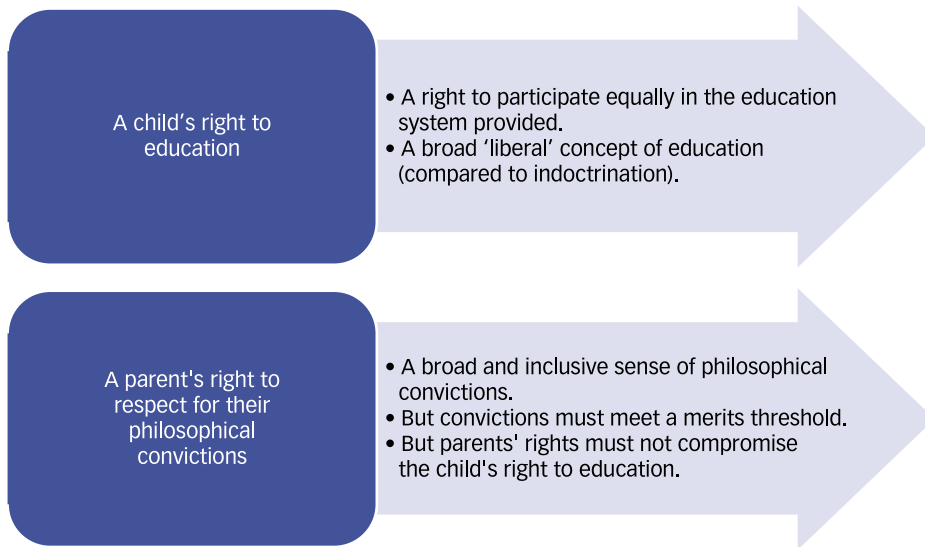 A child’s right to
education
• A right to participate equally in the education
system provided.
• A broad ‘liberal’ concept of education
(compared to indoctrination).
A parent's right to
respect for their
philosophical
convictions
• A broad and inclusive sense of philosophical
convictions.
• But convictions must meet a merits threshold.
• But parents' rights must not compromise
the child's right to education.